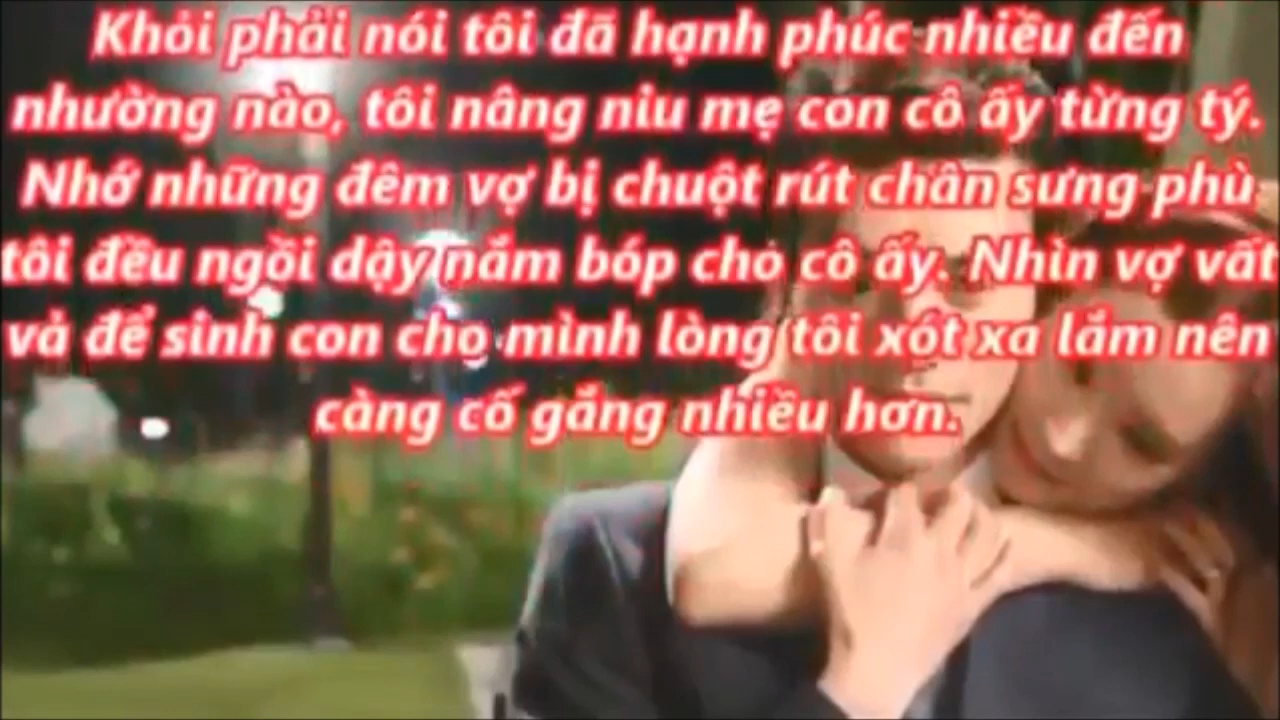 Khỏi phải nói tôi đã hạnh phúc nhiều đến
nhường nào, tôi nâng niu mẹ con cô ấy từng tý.
Nhớ những đêm vợ bị chuột rút chân sưng phù
tôi đều ngồi dậy nắm bóp cho cô ấy. Nhìn vợ vất
vả để sinh con cho mình lòng tôi xót xa lắm nên
càng cố gắng nhiều hơn.